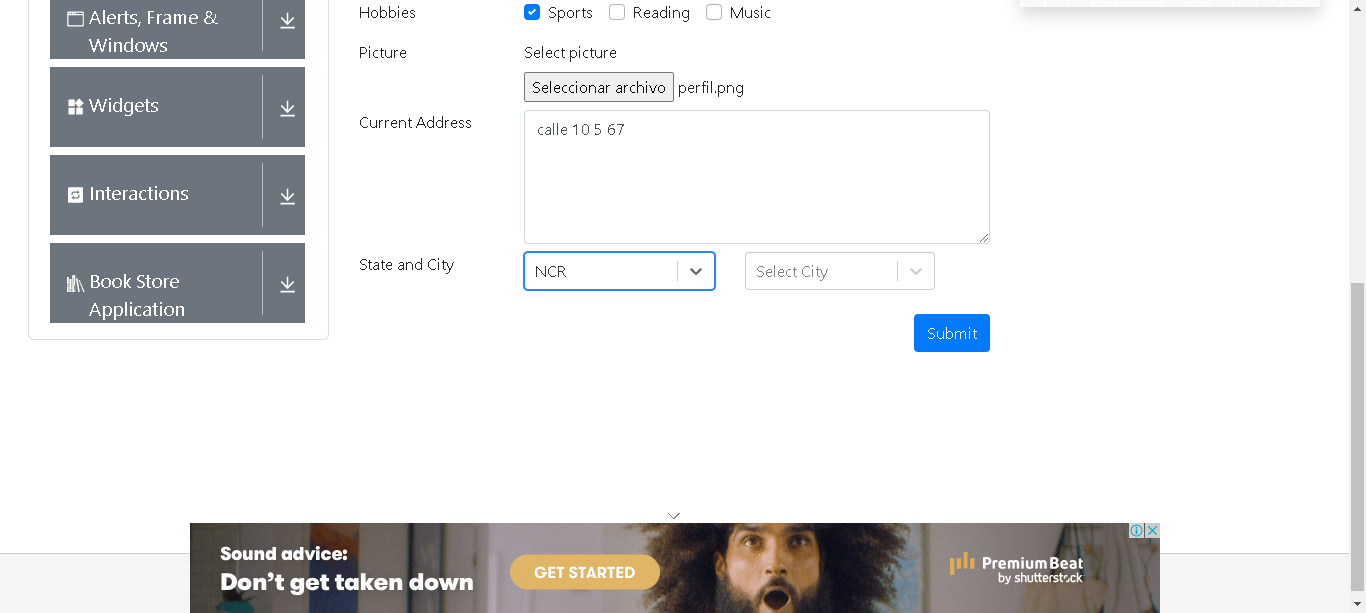 Alerts, Frame &
Windows
Widgets
Interactions
Book Store
Application
Hobbies
Sports Reading Music
Picture
Select picture
Seleccionar archivo perfil.png
Current Address
calle 10 5 67
State and City
NCR
Select City
Submit
Sound advice:
Don't get taken down
GET STARTED
PremiumBeat
by shutterstock